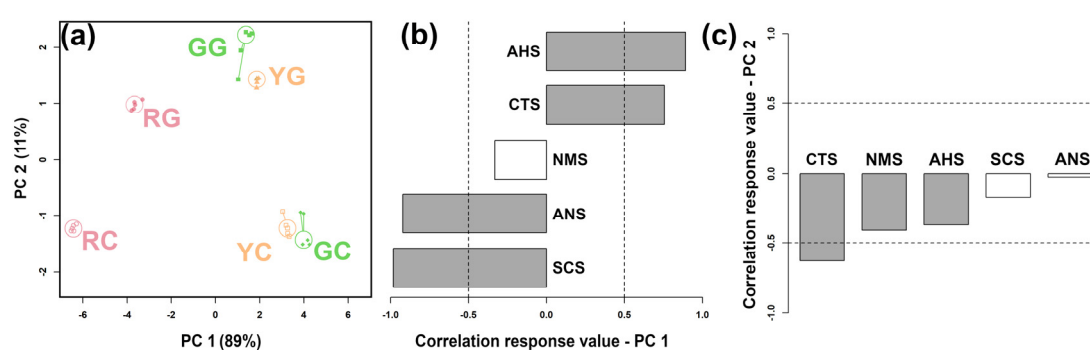 (a)
GG
YG
RG
RC
YC
GC
PC 2 (11%)
2
1
0
-1
-2
-6
-4
-2
0
2
4
6
PC 1 (89%)
(b)
AHS
CTS
NMS
ANS
SCS
-1.0
-0.5
0.0
0.5
1.0
Correlation response value - PC 1
(c)
Correlation response value - PC 2
1.0
0.5
0.0
-0.5
-1.0
CTS
NMS
AHS
SCS
ANS